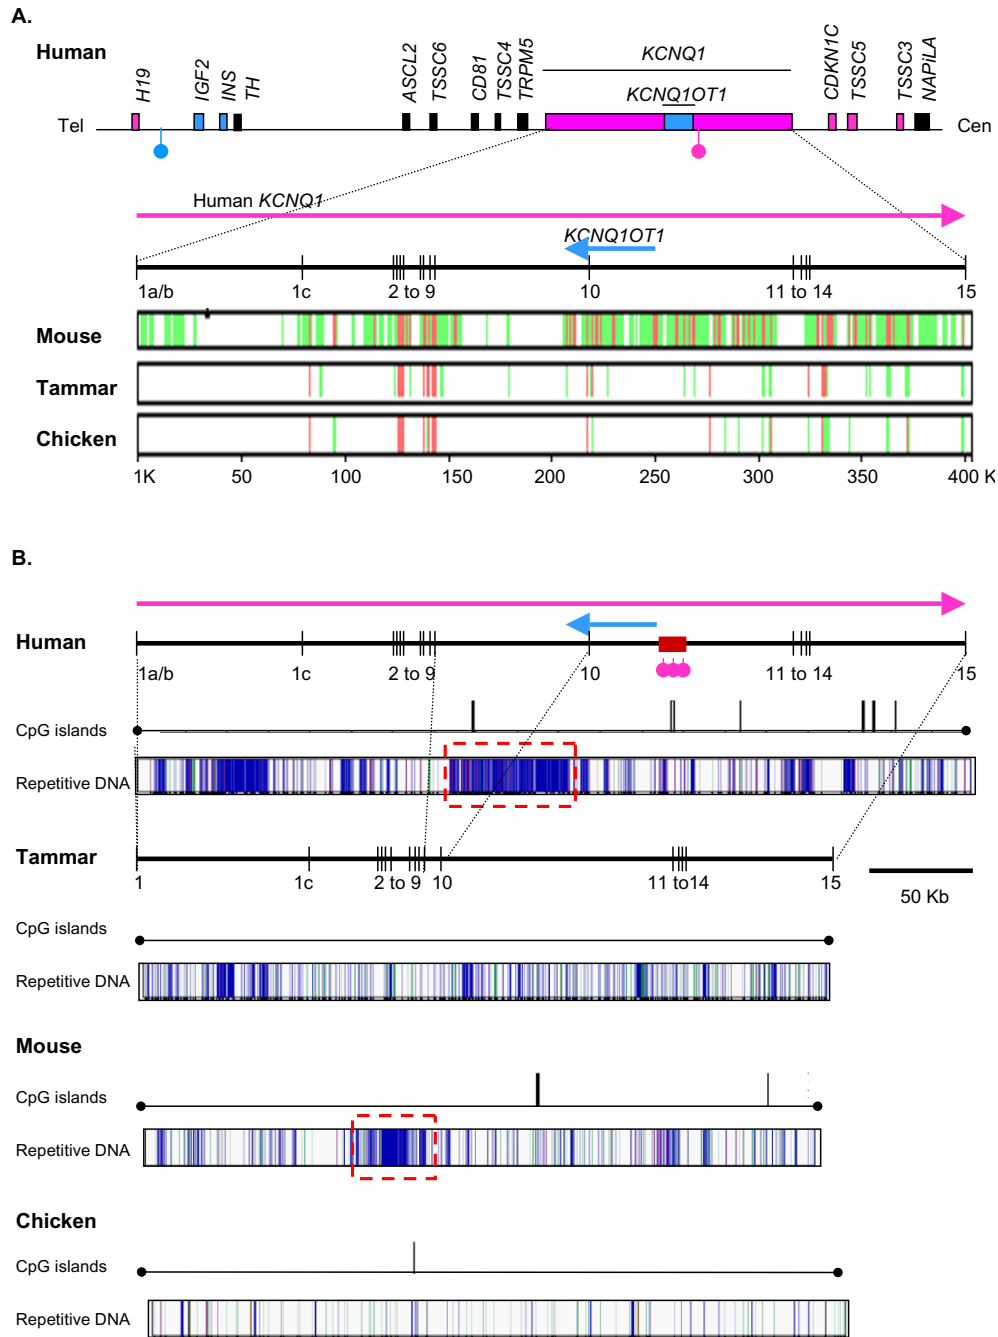 A.
Human
H19
IGF2
INS
TH
ASCL2
TSSC6
CD81
TSSC4
TRPM5
KCNQ1
KCNQ1OT1
CDKN1C
TSSC5
TSSC3
NAPiLA
Tel
Cen
Human KCNQ1
KCNQ1OT1
1a/b 1c 2 to 9 10 11 to 14 15
Mouse
Tammar
Chicken
1K 50 100 150 200 250 300 350 400 K
B.
Human
1a/b 1c 2 to 9 10 11 to 14 15
CpG islands
Repetitive DNA
Tammar
1 1c 2 to 9 10 11 to14 15
50 Kb
CpG islands
Repetitive DNA
Mouse
CpG islands
Repetitive DNA
Chicken
CpG islands
Repetitive DNA